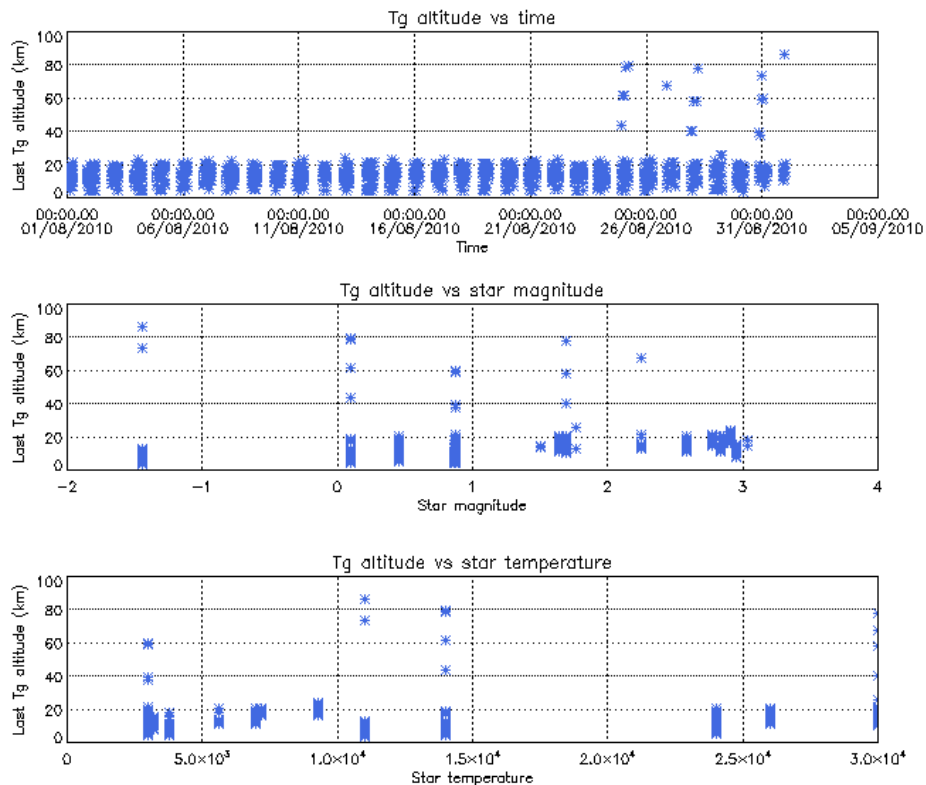 Tg altitude vs time
Last Tg altitude (km)
100
80
60
40
20
0
00:00.00 00:00.00 00:00.00 00:00.00 00:00.00 00:00.00 00:00.00 00:00.00
01/08/2010 06/08/2010 11/08/2010 16/08/2010 21/08/2010 26/08/2010 31/08/2010 05/09/2010
Time
Tg altitude vs star magnitude
Last Tg altitude (km)
100
80
60
40
20
0
-2 -1 0 1 2 3 4
Star magnitude
Tg altitude vs star temperature
Last Tg altitude (km)
100
80
60
40
20
0
0 5.0×10³ 1.0×10⁴ 1.5×10⁴ 2.0×10⁴ 2.5×10⁴ 3.0×10⁴
Star temperature